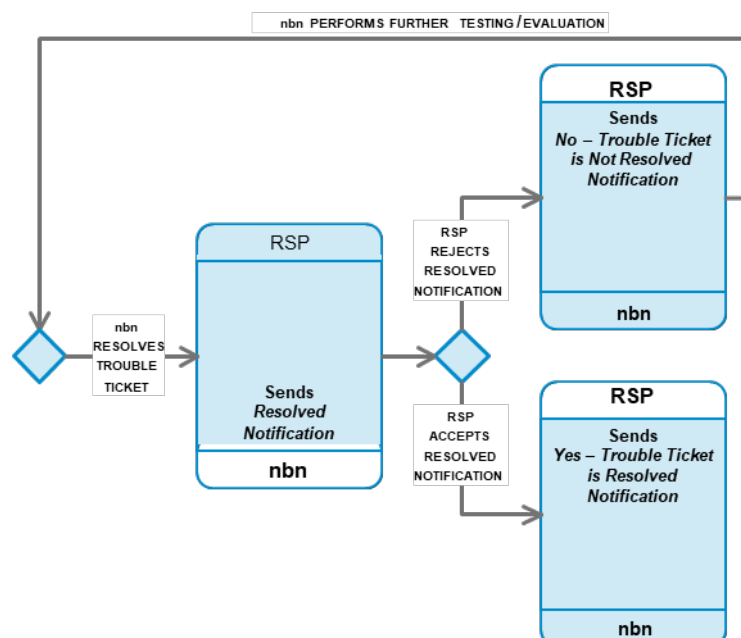 nbn PERFORMS FURTHER TESTING/EVALUATION
RSP
Sends
No – Trouble Ticket
is Not Resolved
Notification
nbn
RSP
REJECTS
RESOLVED
NOTIFICATION
RSP
Sends
Resolved
Notification
nbn
nbn
RESOLVES
TROUBLE
TICKET
RSP
ACCEPTS
RESOLVED
NOTIFICATION
RSP
Sends
Yes – Trouble Ticket
is Resolved
Notification
nbn